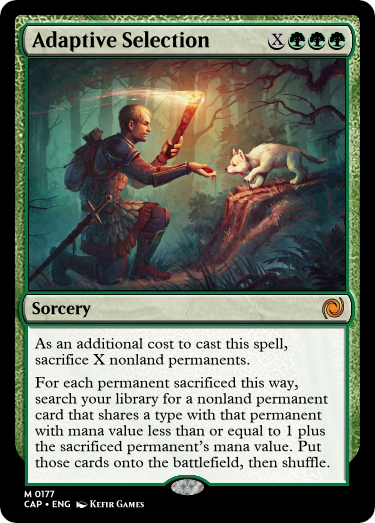 Adaptive Selection X
Sorcery
As an additional cost to cast this spell,
sacrifice X nonland permanents.
For each permanent sacrificed this way,
search your library for a nonland permanent
card that shares a type with that permanent
with mana value less than or equal to 1 plus
the sacrificed permanent's mana value. Put
those cards onto the battlefield, then shuffle.
M 0177
CAP • ENG Kefir Games